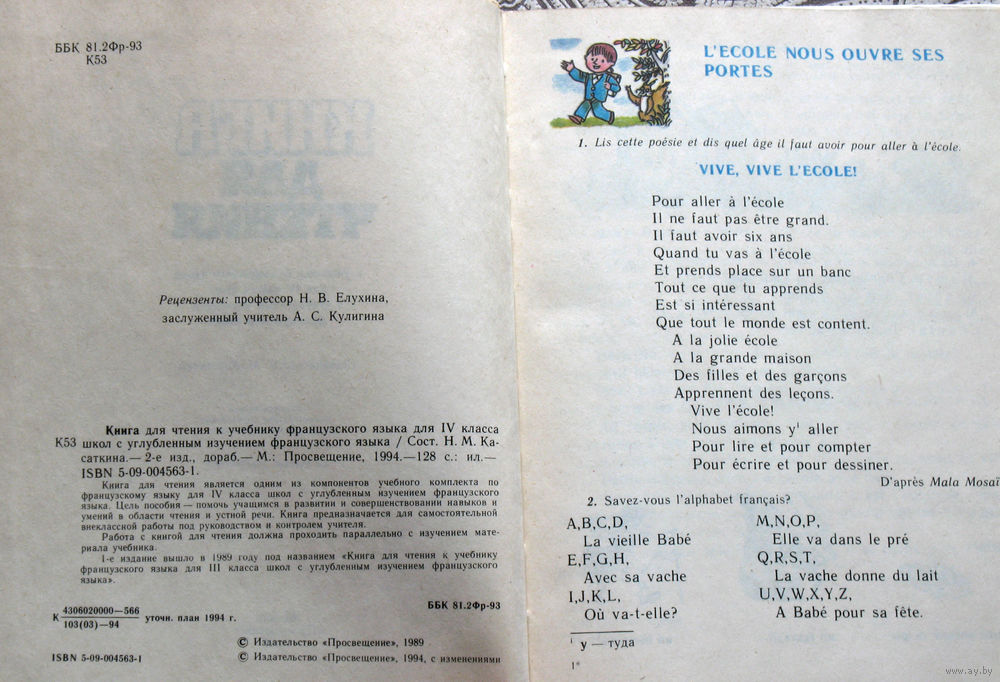 ББК 81.2Фр-93
К53
Рецензенты: профессор Н. В. Елухина,
заслуженный учитель А. С. Кулигина
Книга для чтения к учебнику французского языка для IV класса
К53 школ с углубленным изучением французского языка / Сост. Н. М. Ка-
саткина.— 2-е изд., дораб.— М.: Просвещение, 1994.—128 с.: ил.—
ISBN 5-09-004563-1.
Книга для чтения является одним из компонентов учебного комплекта по
французскому языку для IV класса школ с углубленным изучением французского
языка. Цель пособия — помочь учащимся в развитии и совершенствовании навыков и
умений в области чтения и устной речи. Книга предназначается для самостоятельной
внеклассной работы под руководством и контролем учителя.
Работа с книгой для чтения должна проходить параллельно с изучением мате-
риала учебника.
1-е издание вышло в 1989 году под названием «Книга для чтения к учебнику
французского языка для III класса школ с углубленным изучением французского
языка».
К 4306020000—566
103(03)—94 уточн. план 1994 г.
ББК 81.2Фр-93
ISBN 5-09-004563-1
© Издательство «Просвещение», 1989
© Издательство «Просвещение», 1994, с изменениями
L'ECOLE NOUS OUVRE SES
PORTES
1. Lis cette poésie et dis quel âge il faut avoir pour aller à l'école.
VIVE, VIVE L'ECOLE!
Pour aller à l'école
Il ne faut pas être grand.
Il faut avoir six ans
Quand tu vas à l'école
Et prends place sur un banc
Tout ce que tu apprends
Est si intéressant
Que tout le monde est content.
A la jolie école
A la grande maison
Des filles et des garçons
Apprennent des leçons.
Vive l'école!
Nous aimons y¹ aller
Pour lire et pour compter
Pour écrire et pour dessiner.
D'après Mala Mosaï
2. Savez-vous l'alphabet français?
A,B,C,D,
La vieille Babé
E,F,G,H,
Avec sa vache
I,J,K,L,
Où va-t-elle?
M,N,O,P,
Elle va dans le pré
Q,R,S,T,
La vache donne du lait
U,V,W,X,Y,Z,
A Babé pour sa fête.
¹ y — туда
1*
www.ay.by